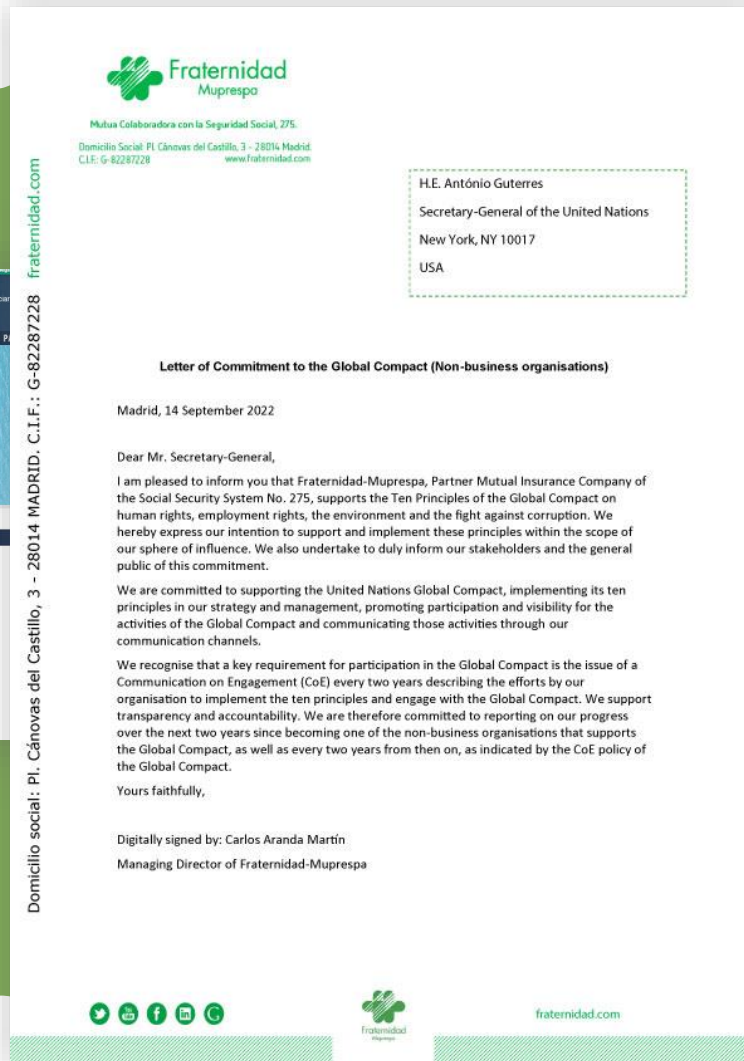 Fraternidad
Muprespa
Mutua Colaboradora con la Seguridad Social, 275.
Domicilio Social: Pl. Cánovas del Castillo, 3 - 28014 Madrid.
C.I.F.: G-82287228 www.fraternidad.com
H.E. António Guterres
Secretary-General of the United Nations
New York, NY 10017
USA
Domicilio social: Pl. Cánovas del Castillo, 3 - 28014 MADRID. C.I.F.: G-82287228 fraternidad.com
Letter of Commitment to the Global Compact (Non-business organisations)
Madrid, 14 September 2022
Dear Mr. Secretary-General,
I am pleased to inform you that Fraternidad-Muprespa, Partner Mutual Insurance Company of
the Social Security System No. 275, supports the Ten Principles of the Global Compact on
human rights, employment rights, the environment and the fight against corruption. We
hereby express our intention to support and implement these principles within the scope of
our sphere of influence. We also undertake to duly inform our stakeholders and the general
public of this commitment.
We are committed to supporting the United Nations Global Compact, implementing its ten
principles in our strategy and management, promoting participation and visibility for the
activities of the Global Compact and communicating those activities through our
communication channels.
We recognise that a key requirement for participation in the Global Compact is the issue of a
Communication on Engagement (CoE) every two years describing the efforts by our
organisation to implement the ten principles and engage with the Global Compact. We support
transparency and accountability. We are therefore committed to reporting on our progress
over the next two years since becoming one of the non-business organisations that supports
the Global Compact, as well as every two years from then on, as indicated by the CoE policy of
the Global Compact.
Yours faithfully,
Digitally signed by: Carlos Aranda Martín
Managing Director of Fraternidad-Muprespa
Fraternidad
Muprespa
fraternidad.com